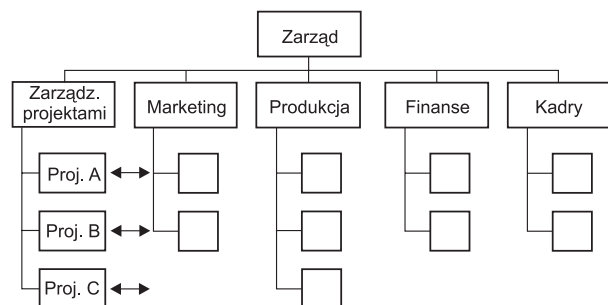 Zarząd
Zarządz.
projektami
Marketing
Produkcja
Finanse
Kadry
Proj. A
Proj. B
Proj. C